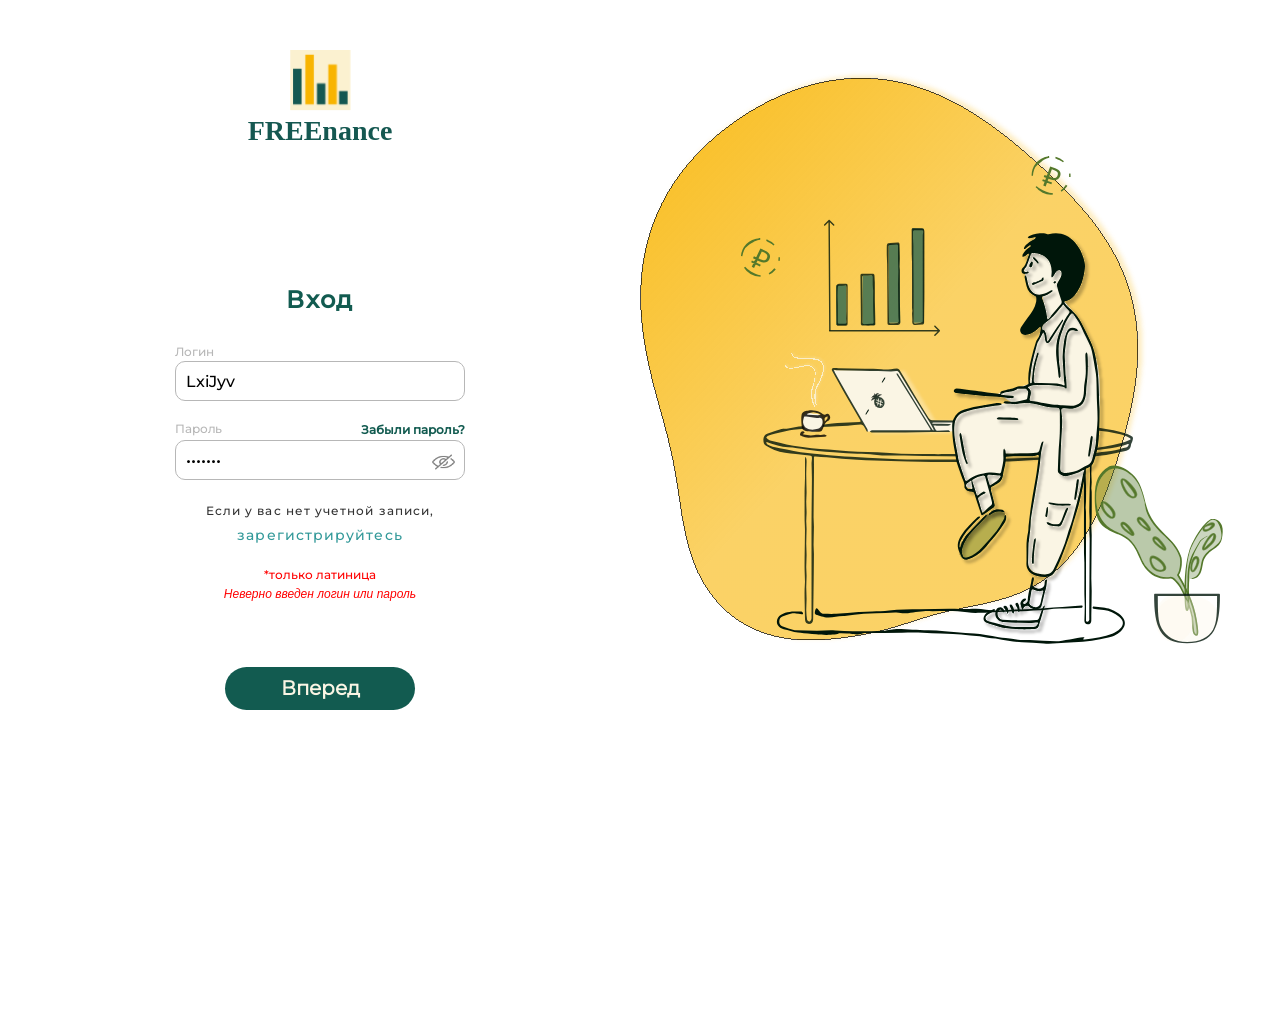 FREEnance
Вход
Логин
LxiJyv
Пароль
Забыли пароль?
•••••••
Если у вас нет учетной записи,
зарегистрируйтесь
*только латиница
Неверно введен логин или пароль
Вперед
₽
₽